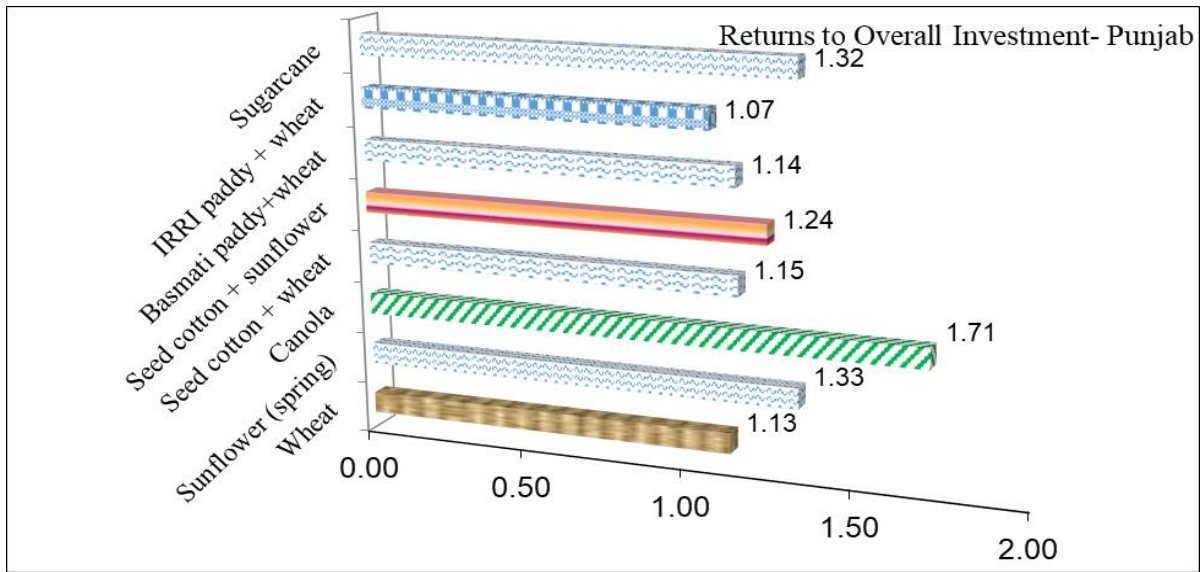 Returns to Overall Investment- Punjab
Sugarcane
1.32
IRRI paddy + wheat
1.07
Basmati paddy+wheat
1.14
Seed cotton + sunflower
1.24
Seed cotton + wheat
1.15
Canola
1.71
Sunflower (spring)
1.33
Wheat
1.13
0.00
0.50
1.00
1.50
2.00